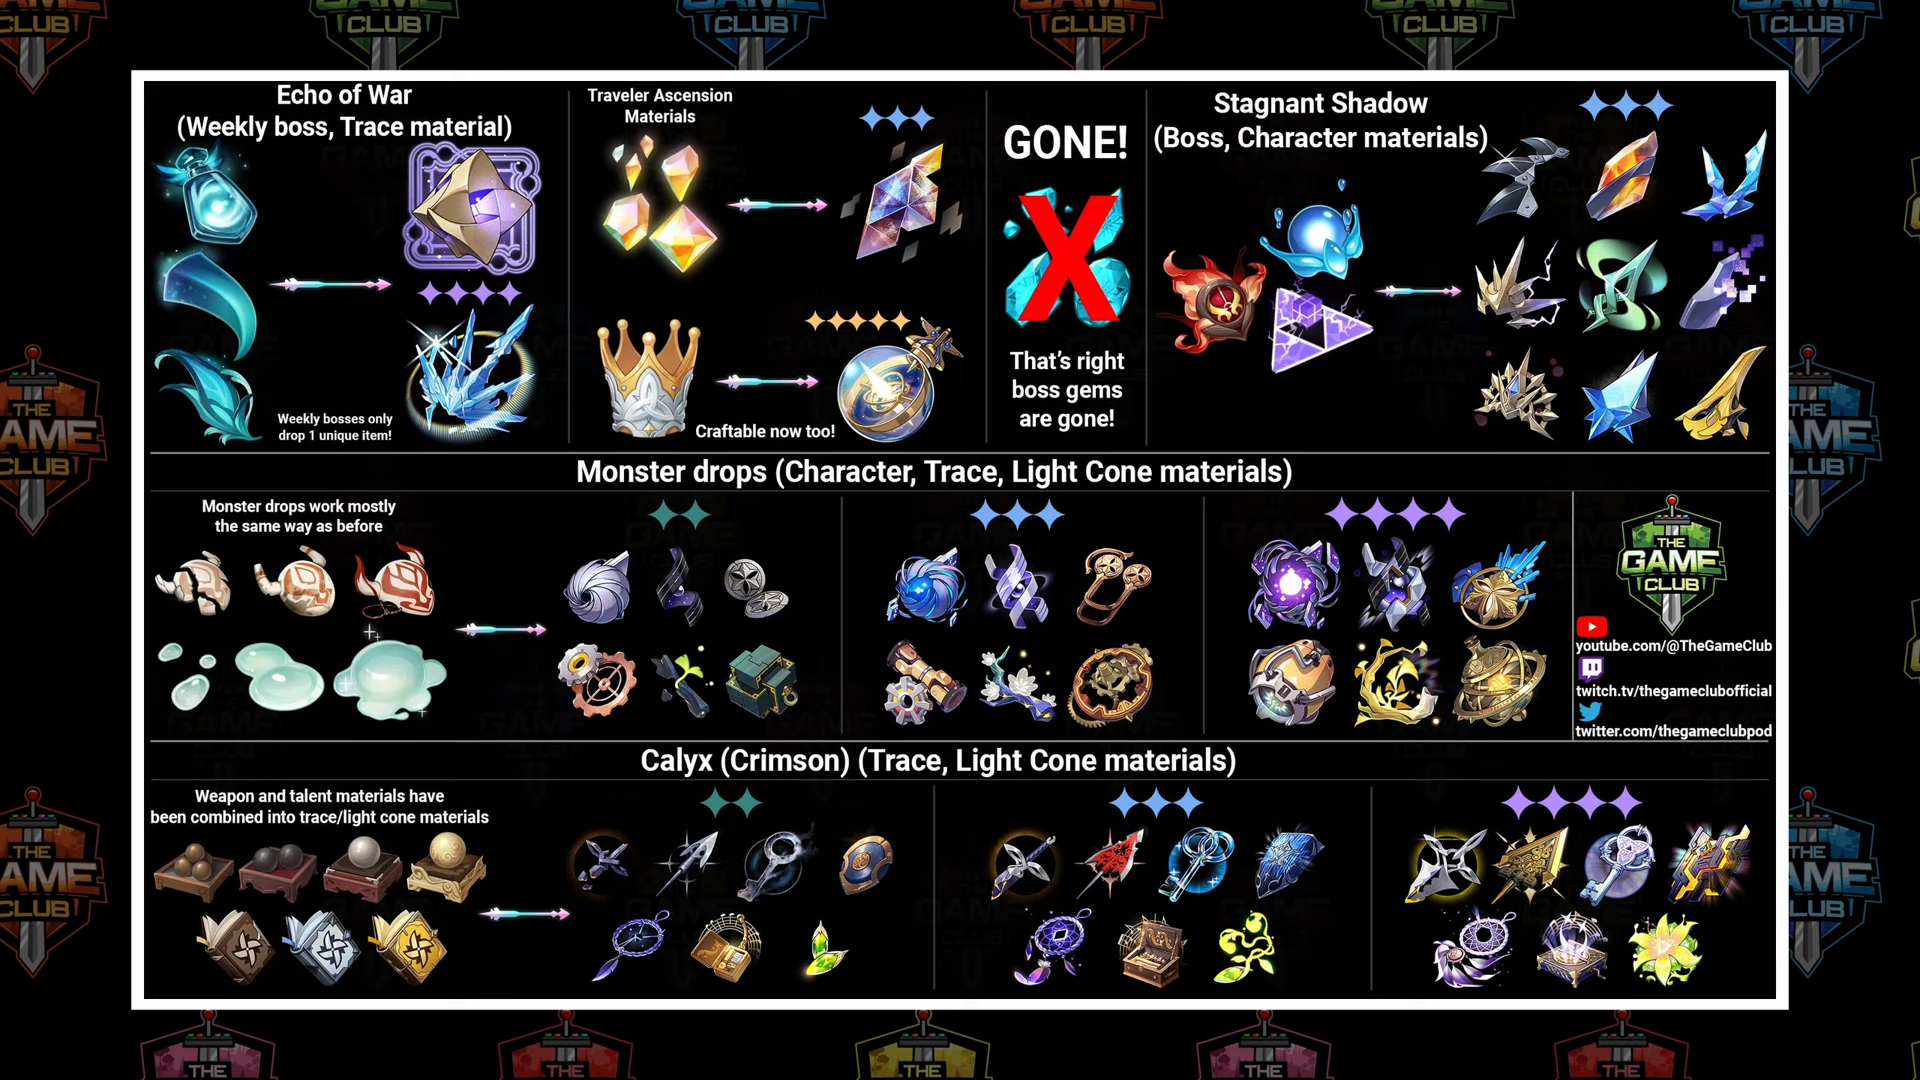 Echo of War
(Weekly boss, Trace material)
Weekly bosses only
drop 1 unique item!
Traveler Ascension
Materials
Craftable now too!
GONE!
X
That's right
boss gems
are gone!
Stagnant Shadow
(Boss, Character materials)
Monster drops (Character, Trace, Light Cone materials)
Monster drops work mostly
the same way as before
THE
GAME
CLUB
youtube.com/@TheGameClub
twitch.tv/thegameclubofficial
twitter.com/thegameclubpod
Calyx (Crimson) (Trace, Light Cone materials)
Weapon and talent materials have
been combined into trace/light cone materials